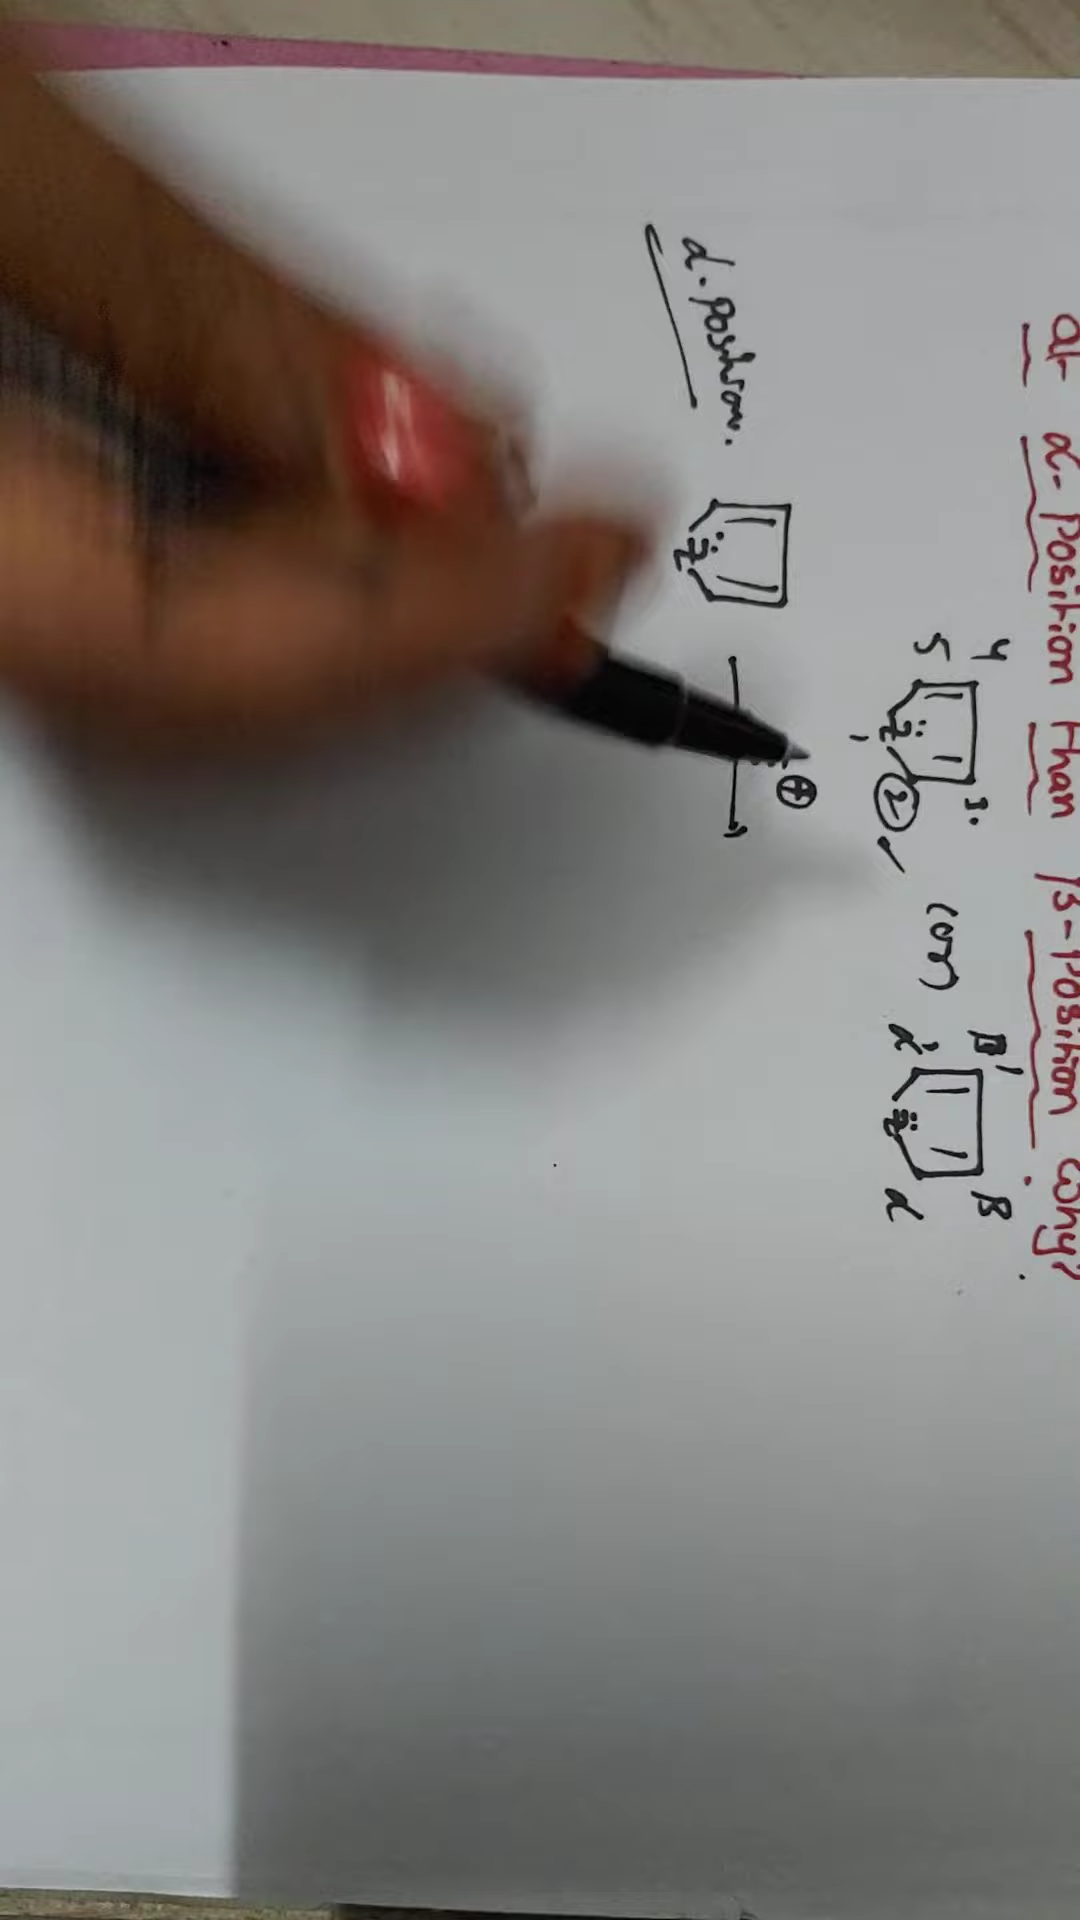 at α-Position than β-Position why?
4 3.
5 2
1
(or)
β' β
α' α
N
N
N
α-Position.
⊕